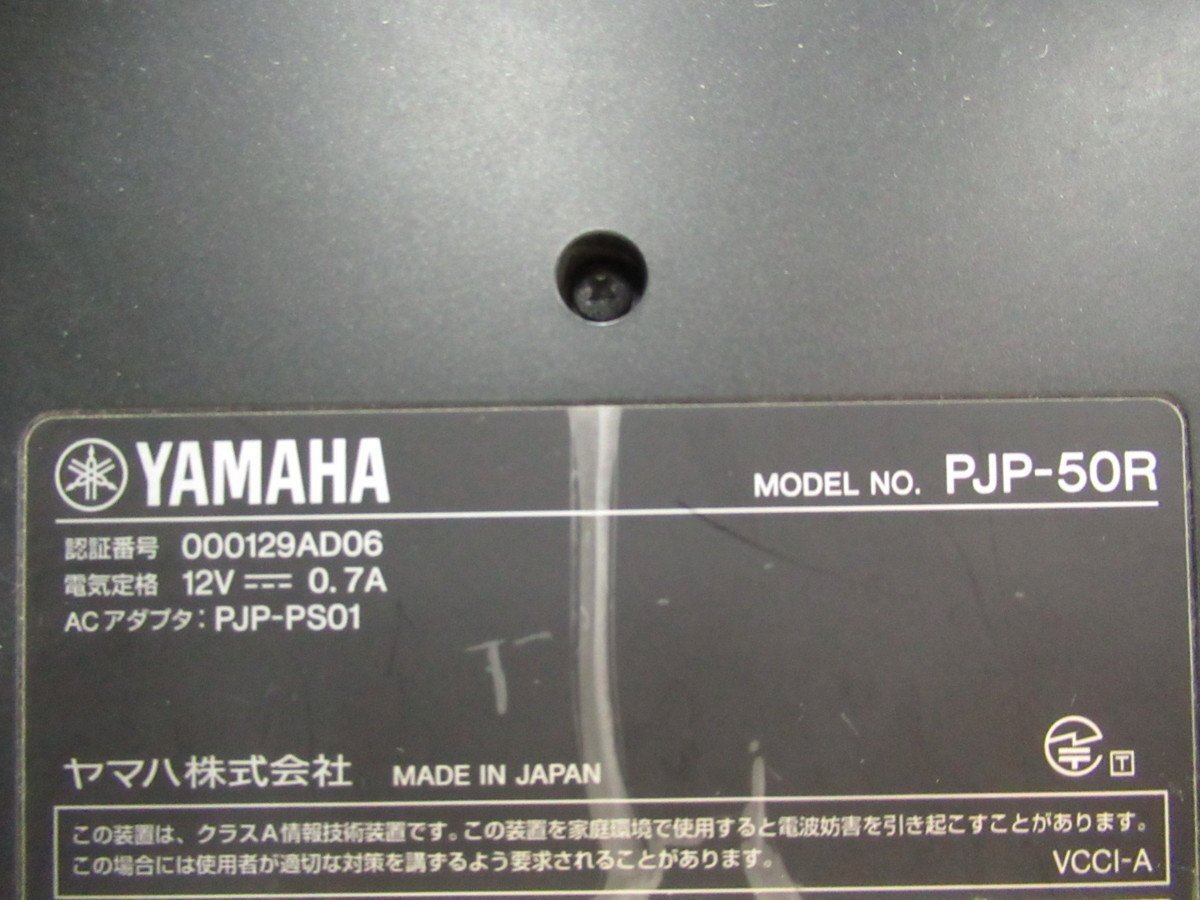 YAMAHA MODEL NO. PJP-50R
認証番号 000129AD06
電気定格 12V ⎓ 0.7A
ACアダプタ：PJP-PS01
ヤマハ株式会社 MADE IN JAPAN
T
この装置は、クラスA情報技術装置です。この装置を家庭環境で使用すると電波妨害を引き起こすことがあります。
この場合には使用者が適切な対策を講ずるよう要求されることがあります。 VCCI-A